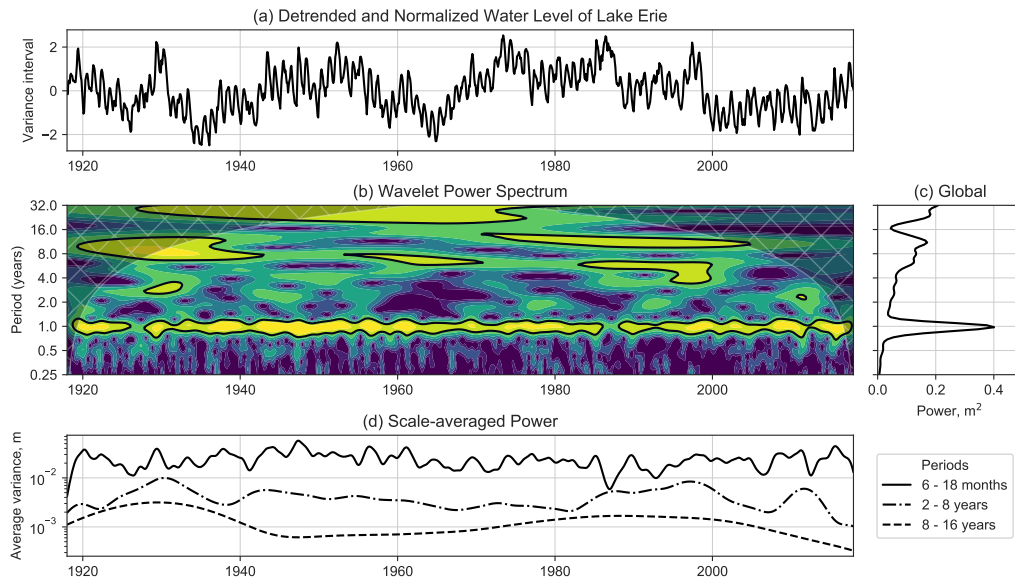 (a) Detrended and Normalized Water Level of Lake Erie
Variance interval
2
0
−2
1920 1940 1960 1980 2000
(b) Wavelet Power Spectrum
Period (years)
32.0
16.0
8.0
4.0
2.0
1.0
0.5
0.25
1920 1940 1960 1980 2000
(c) Global
0.0 0.2 0.4
Power, m²
(d) Scale-averaged Power
Average variance, m
10⁻²
10⁻³
1920 1940 1960 1980 2000
Periods
6 - 18 months
2 - 8 years
8 - 16 years